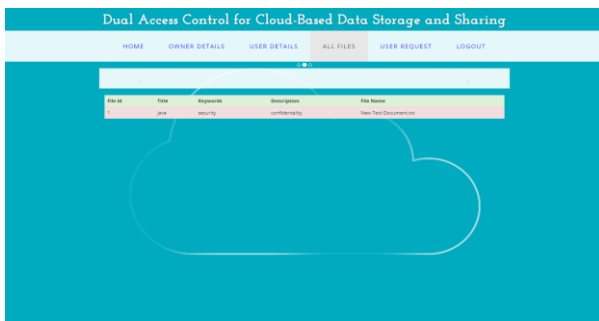 Dual Access Control for Cloud-Based Data Storage and Sharing
HOME OWNER DETAILS USER DETAILS ALL FILES USER REQUEST LOGOUT
File Id Title Keywords Description File Name
1 java security confidentiality New Text Document.txt